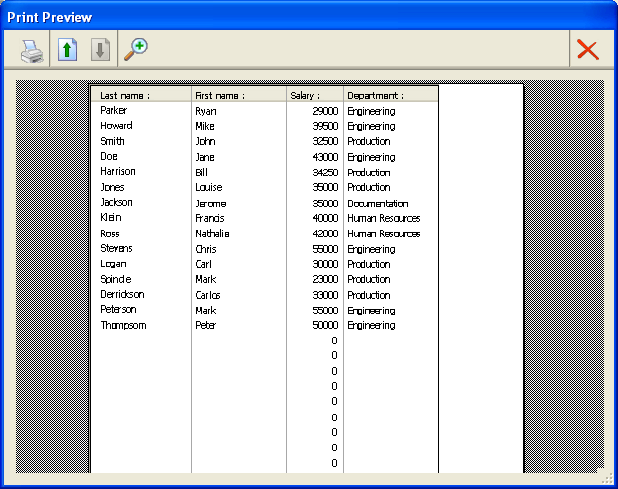 Print Preview
Last name : First name : Salary : Department :
Parker Ryan 29000 Engineering
Howard Mike 39500 Engineering
Smith John 32500 Production
Doe Jane 43000 Engineering
Harrison Bill 34250 Production
Jones Louise 35000 Production
Jackson Jerome 35000 Documentation
Klein Francis 40000 Human Resources
Ross Nathalie 42000 Human Resources
Stevens Chris 55000 Engineering
Logan Carl 30000 Production
Spindle Mark 23000 Production
Derrickson Carlos 33000 Production
Peterson Mark 55000 Engineering
Thompsom Peter 50000 Engineering
0
0
0
0
0
0
0
0
0